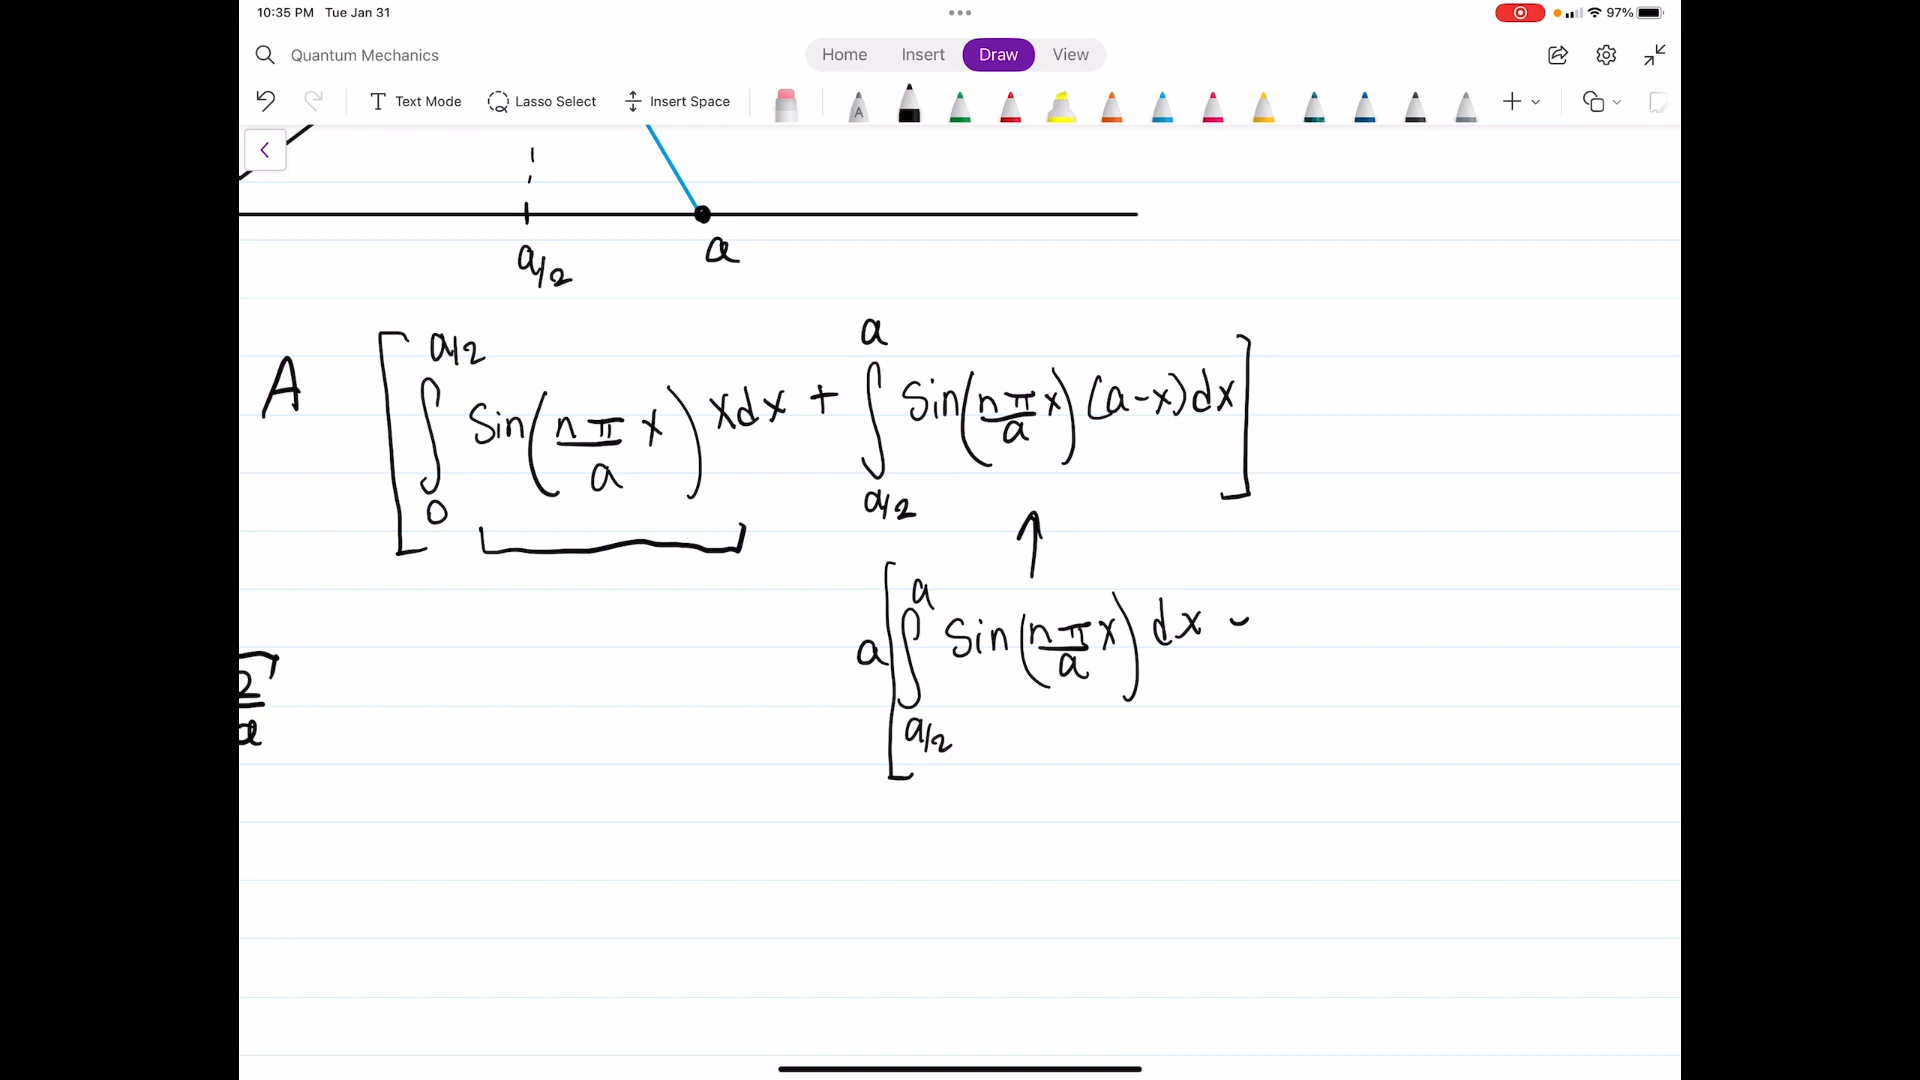 10:35 PM Tue Jan 31
97%
Quantum Mechanics
Home Insert Draw View
Text Mode Lasso Select Insert Space
A
a/2 a
A [∫₀^{a/2} Sin(nπ/a x) x dx + ∫_{a/2}^{a} Sin(nπ/a x) (a-x) dx]
a[∫_{a/2}^{a} Sin(nπ/a x) dx -
2
a